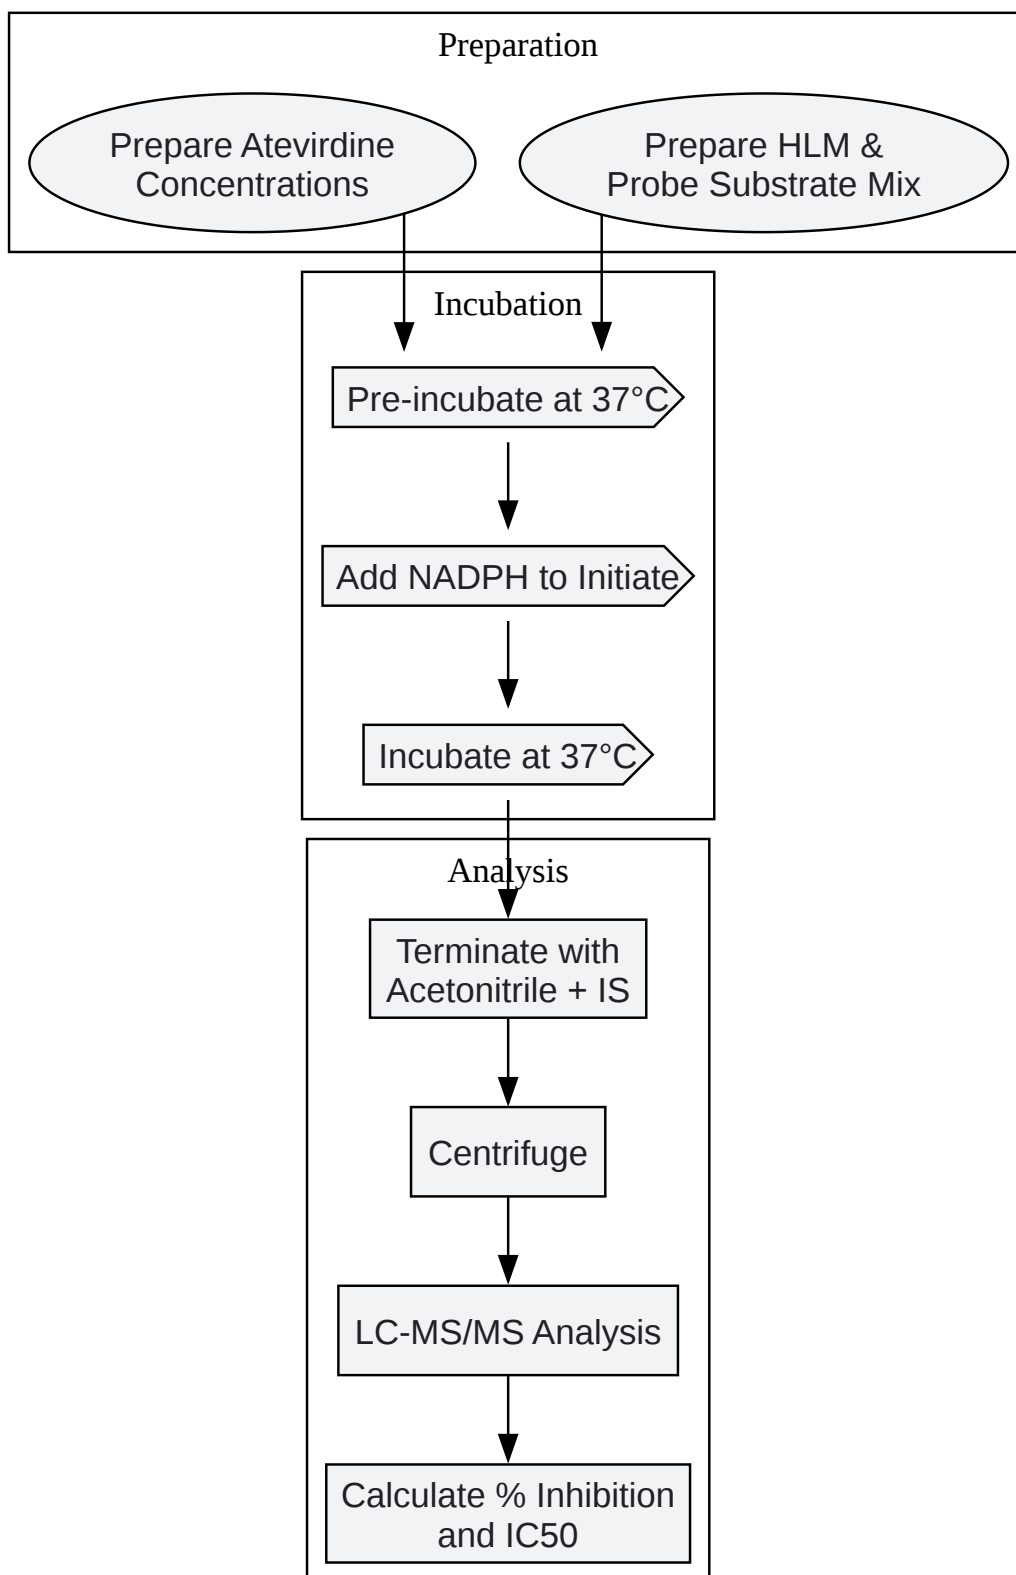 Preparation
Prepare Atevirdine
Concentrations
Prepare HLM &
Probe Substrate Mix
Incubation
Pre-incubate at 37°C
Add NADPH to Initiate
Incubate at 37°C
Analysis
Terminate with
Acetonitrile + IS
Centrifuge
LC-MS/MS Analysis
Calculate % Inhibition
and IC50